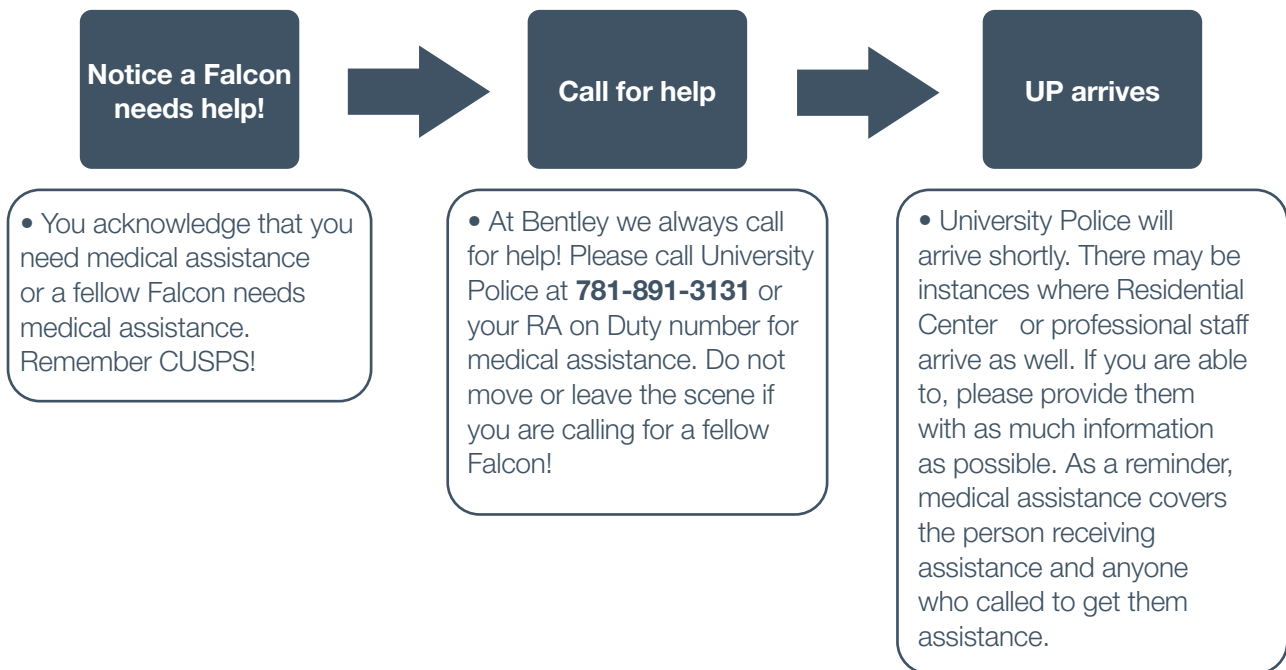 Notice a Falcon
needs help!
Call for help
UP arrives
• You acknowledge that you
need medical assistance
or a fellow Falcon needs
medical assistance.
Remember CUSPS!
• At Bentley we always call
for help! Please call University
Police at 781-891-3131 or
your RA on Duty number for
medical assistance. Do not
move or leave the scene if
you are calling for a fellow
Falcon!
• University Police will
arrive shortly. There may be
instances where Residential
Center or professional staff
arrive as well. If you are able
to, please provide them
with as much information
as possible. As a reminder,
medical assistance covers
the person receiving
assistance and anyone
who called to get them
assistance.